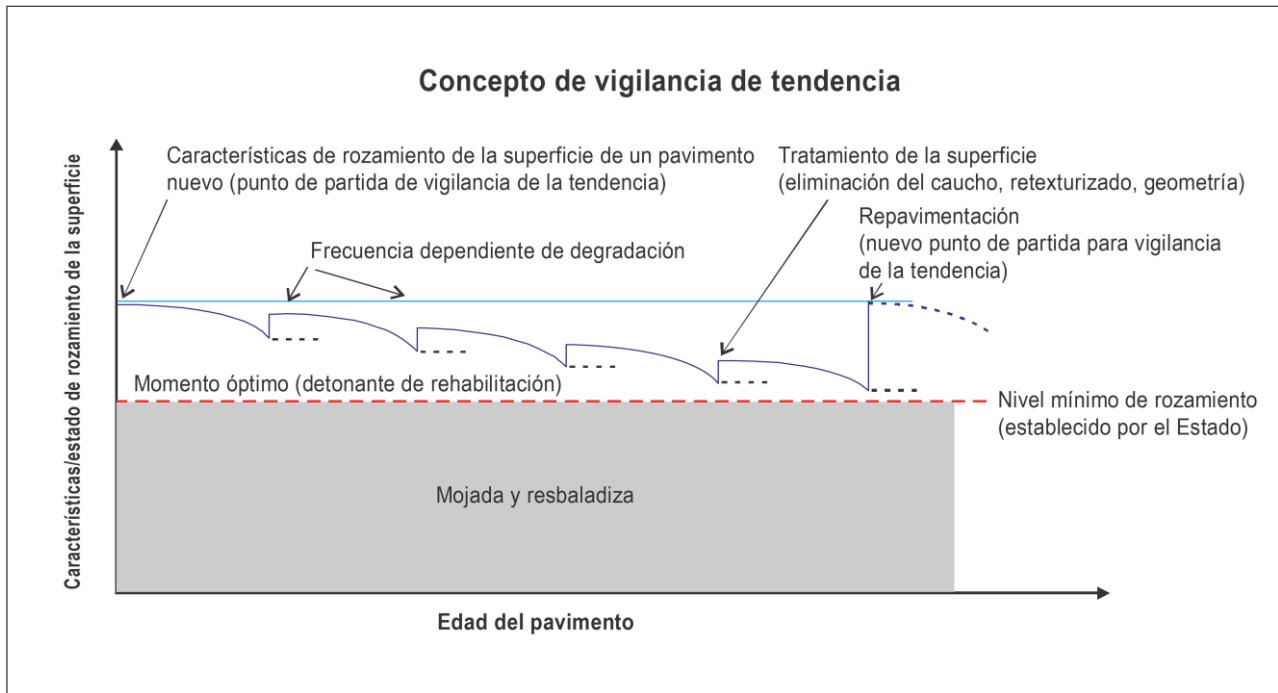 Concepto de vigilancia de tendencia
Características de rozamiento de la superficie de un pavimento
nuevo (punto de partida de vigilancia de la tendencia)
Tratamiento de la superficie
(eliminación del caucho, retexturizado, geometría)
Repavimentación
(nuevo punto de partida para vigilancia
de la tendencia)
Frecuencia dependiente de degradación
Características/estado de rozamiento de la superficie
Momento óptimo (detonante de rehabilitación)
Nivel mínimo de rozamiento
(establecido por el Estado)
Mojada y resbaladiza
Edad del pavimento